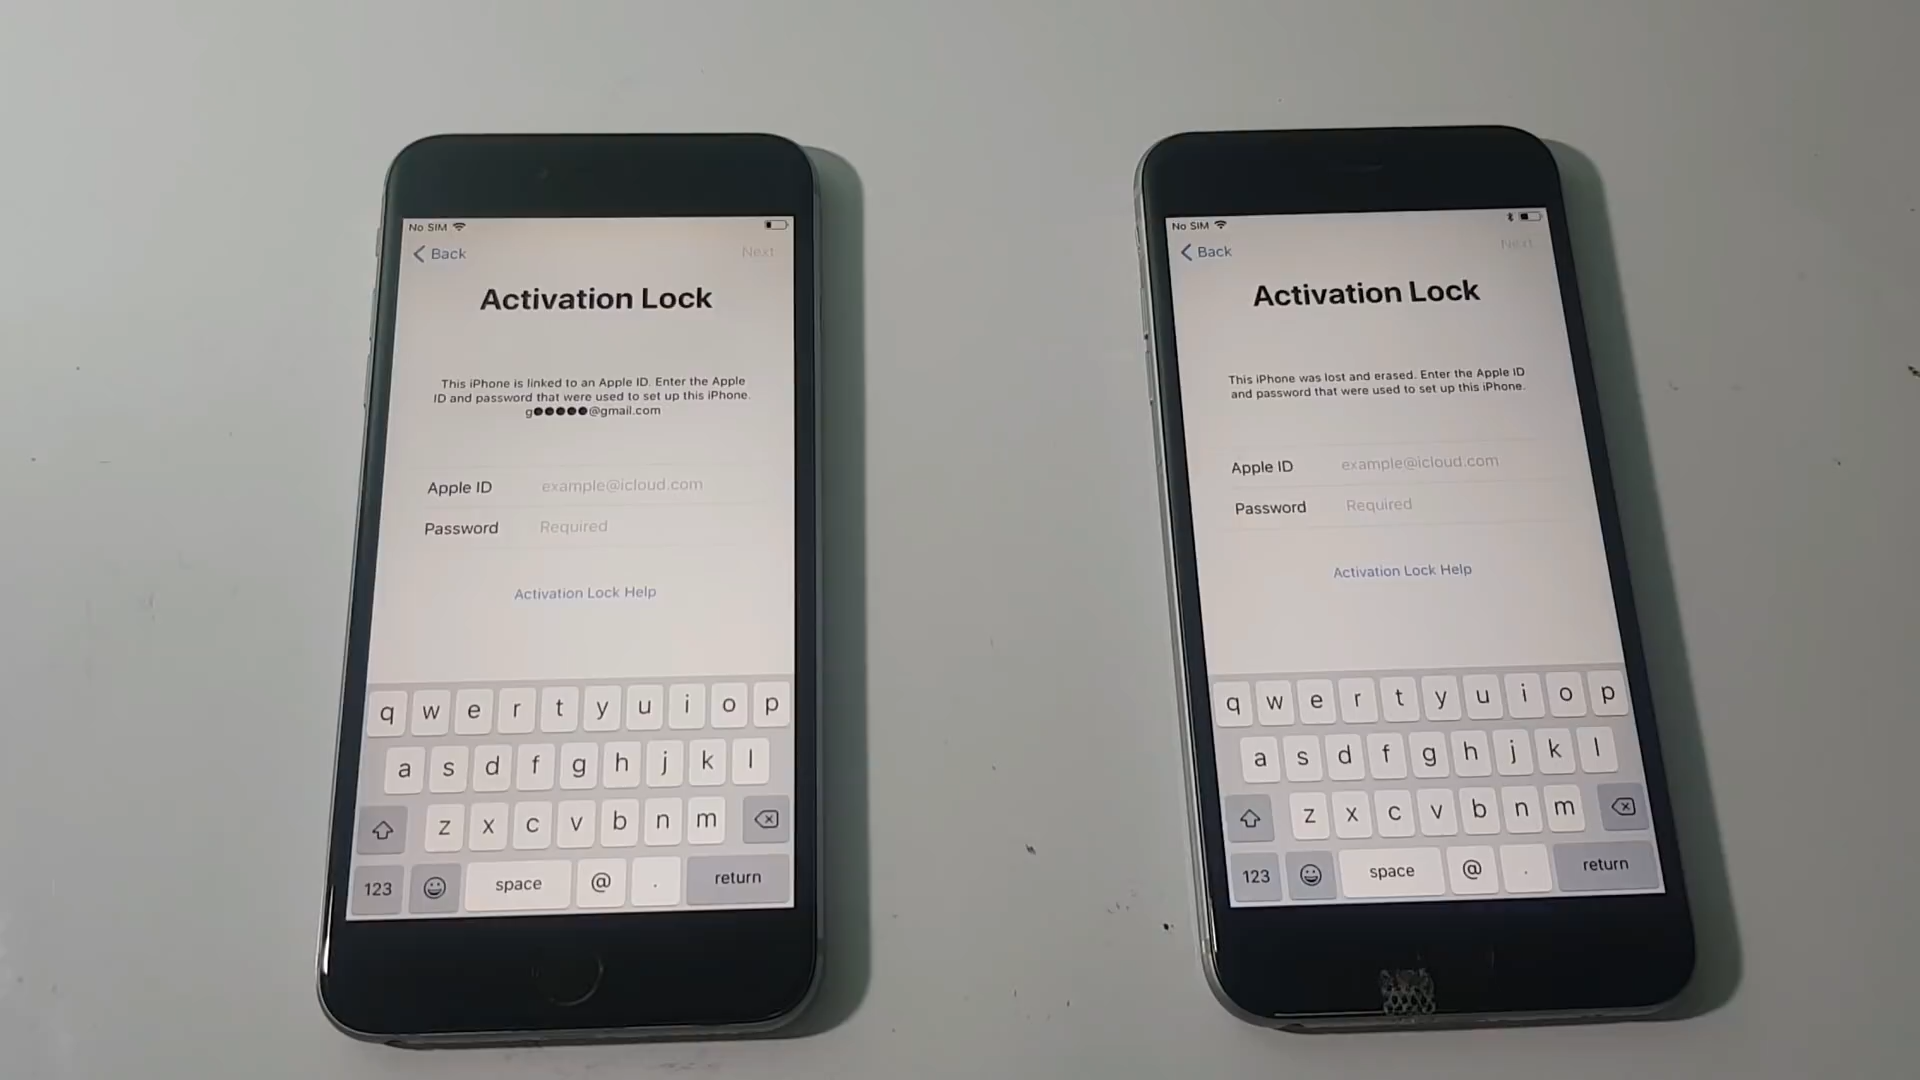 No SIM
Back
Next
Activation Lock
This iPhone is linked to an Apple ID. Enter the Apple
ID and password that were used to set up this iPhone.
g●●●●●@gmail.com
Apple ID example@icloud.com
Password Required
Activation Lock Help
q w e r t y u i o p
a s d f g h j k l
z x c v b n m
123 space @ . return
No SIM
Back
Next
Activation Lock
This iPhone was lost and erased. Enter the Apple ID
and password that were used to set up this iPhone.
Apple ID example@icloud.com
Password Required
Activation Lock Help
q w e r t y u i o p
a s d f g h j k l
z x c v b n m
123 space @ . return